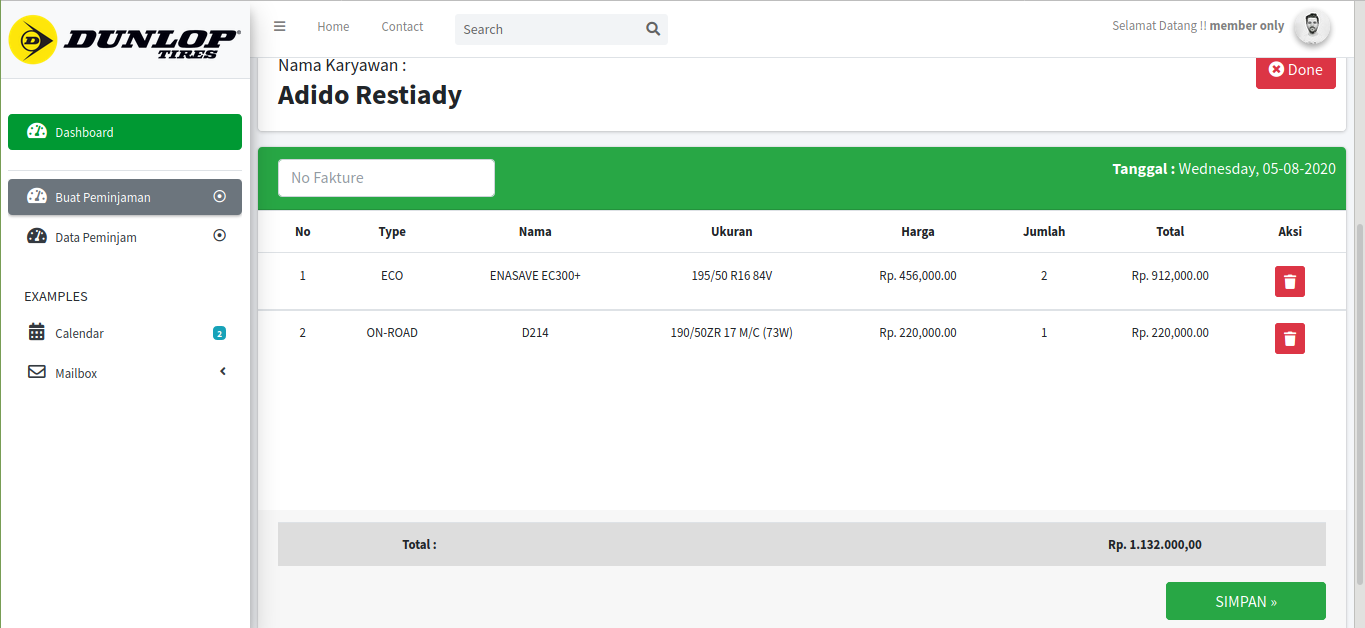 DUNLOP
TIRES
Home
Contact
Search
Selamat Datang !! member only
Dashboard
Buat Peminjaman
Data Peminjam
EXAMPLES
Calendar
2
Mailbox
Nama Karyawan :
Adido Restiady
Done
No Fakture
Tanggal : Wednesday, 05-08-2020
No Type Nama Ukuran Harga Jumlah Total Aksi
1 ECO ENASAVE EC300+ 195/50 R16 84V Rp. 456,000.00 2 Rp. 912,000.00
2 ON-ROAD D214 190/50ZR 17 M/C (73W) Rp. 220,000.00 1 Rp. 220,000.00
Total : Rp. 1.132.000,00
SIMPAN »